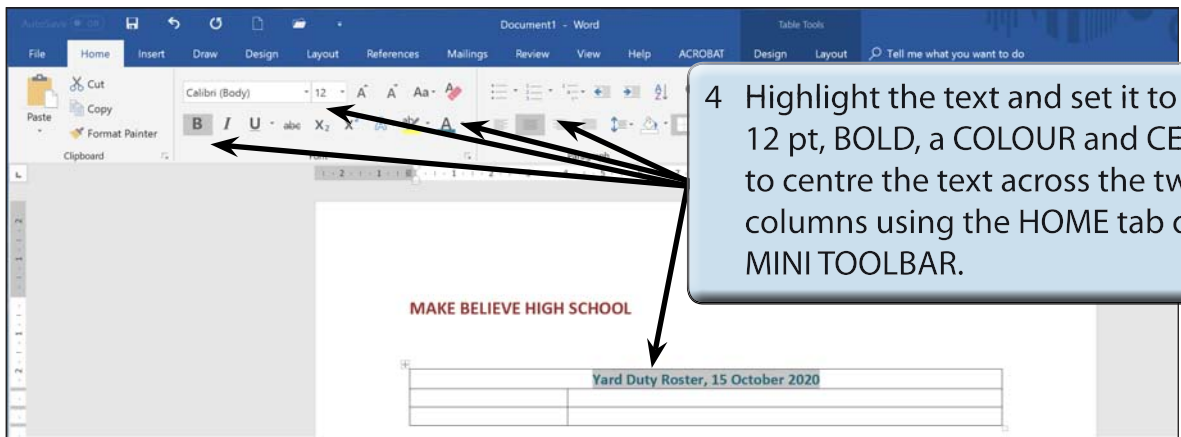 Document1 - Word
Table Tools
File Home Insert Draw Design Layout References Mailings Review View Help ACROBAT Design Layout Tell me what you want to do
Paste
Cut
Copy
Format Painter
Clipboard
Calibri (Body) 12 A A Aa
B I U abc X₂ X A
4 Highlight the text and set it to
12 pt, BOLD, a COLOUR and
to centre the text across the
columns using the HOME tab
MINI TOOLBAR.
MAKE BELIEVE HIGH SCHOOL
Yard Duty Roster, 15 October 2020